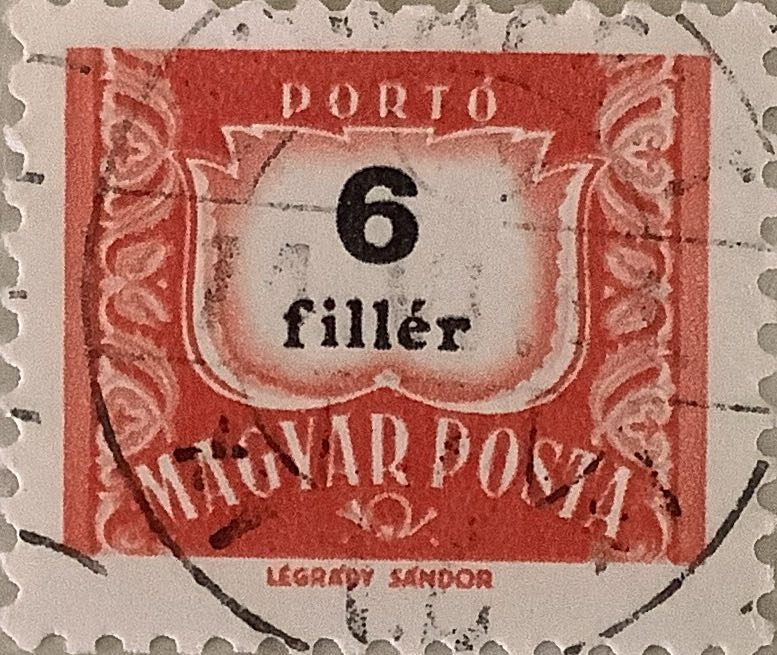 PORTÓ
6
fillér
MAGYAR POSTA
LÉGRÁDY SÁNDOR